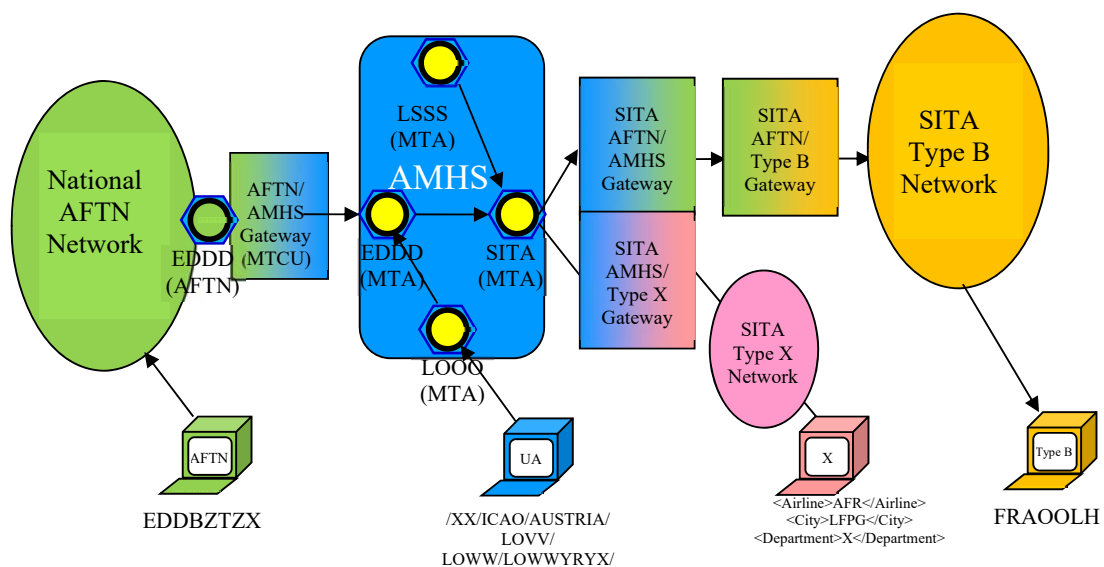 National
AFTN
Network
EDDD
(AFTN)
AFTN/
AMHS
Gateway
(MTCU)
LSSS
(MTA)
AMHS
EDDD
(MTA)
SITA
(MTA)
LOOO
(MTA)
SITA
AFTN/
AMHS
Gateway
SITA
AMHS/
Type X
Gateway
SITA
AFTN/
Type B
Gateway
SITA
Type B
Network
SITA
Type X
Network
AFTN
EDDBZTZX
UA
/XX/ICAO/AUSTRIA/
LOVV/
LOWW/LOWWYRYX/
X
<Airline>AFR</Airline>
<City>LFPG</City>
<Department>X</Department>
Type B
FRAOOLH